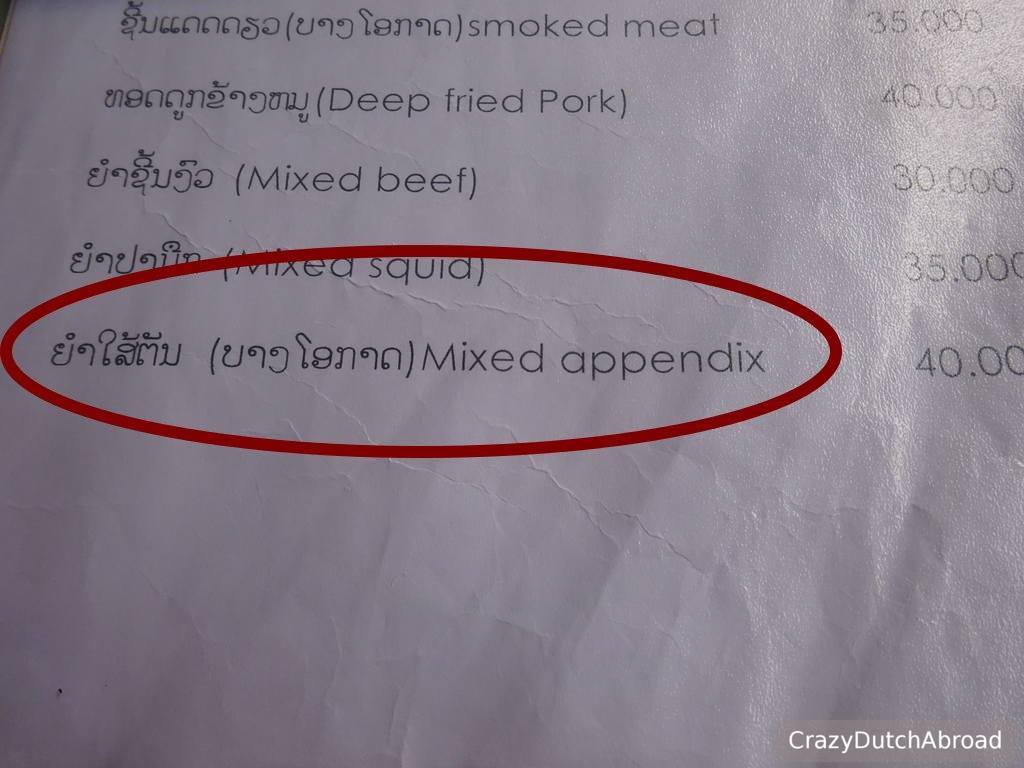 ຊີ້ນແດດດຽວ(ບາງໂອກາດ)smoked meat 35.000
ທອດດູກຂ້າງຫມູ(Deep fried Pork) 40.000
ຍຳຊີ້ນງົວ (Mixed beef) 30.000
ຍຳປາມຶກ (Mixed squid) 35.000
ຍຳໃສ້ຕັນ (ບາງໂອກາດ)Mixed appendix 40.00
CrazyDutchAbroad